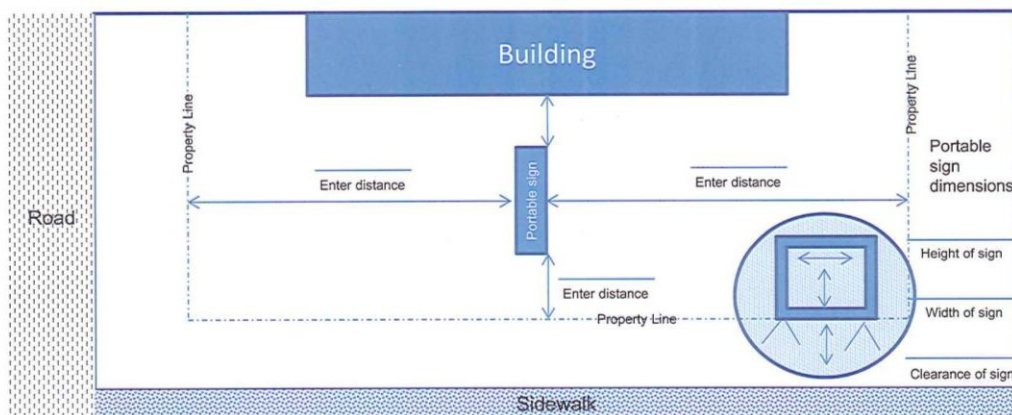 Building
Property Line
Property Line
Portable
sign
dimensions
Enter distance
Enter distance
Portable sign
Road
Height of sign
Enter distance
Property Line
Width of sign
Clearance of sign
Sidewalk